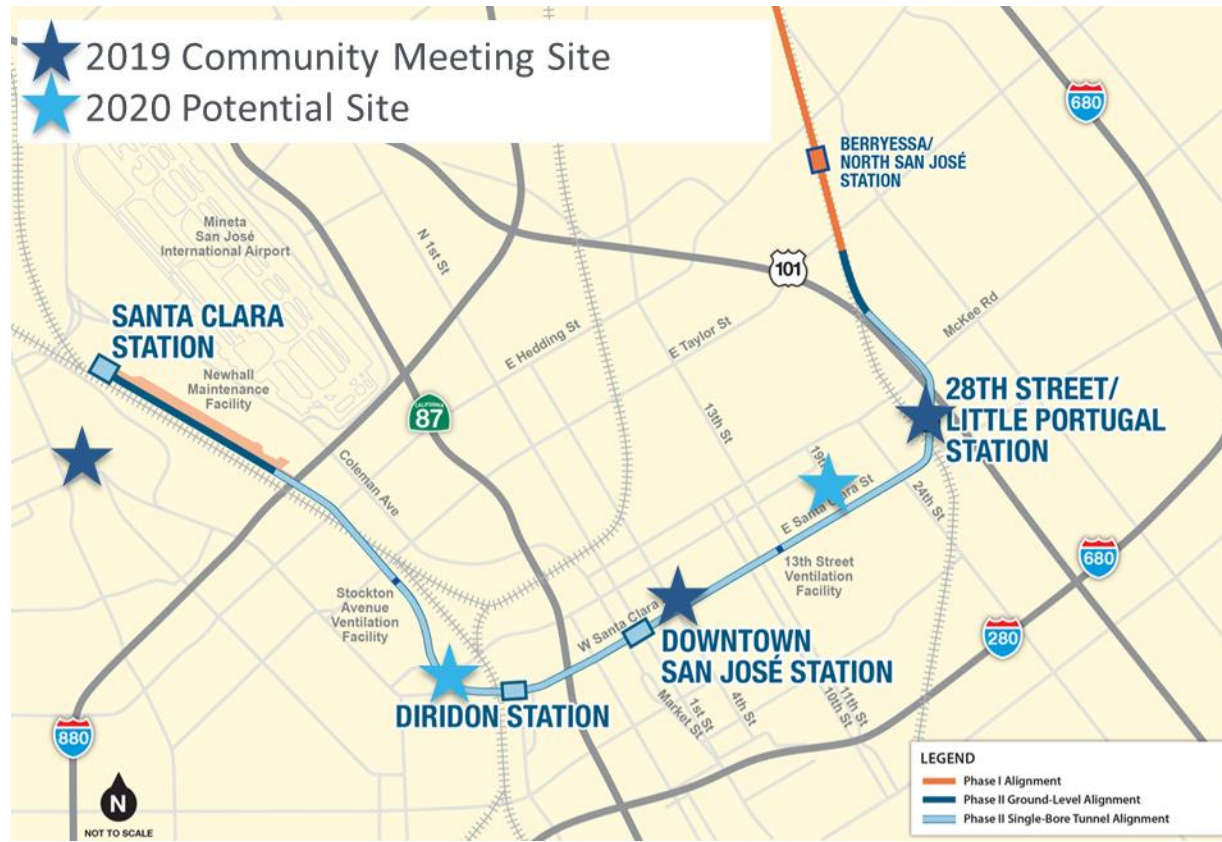 2019 Community Meeting Site
2020 Potential Site
680
BERRYESSA/
NORTH SAN JOSÉ
STATION
Mineta
San José
International Airport
N 1st St
101
McKee Rd
SANTA CLARA
STATION
E Hedding St
E Taylor St
Newhall
Maintenance
Facility
CALIFORNIA
87
28TH STREET/
LITTLE PORTUGAL
STATION
13th St
19th
Coleman Ave
24th St
E Santa Clara St
680
13th Street
Ventilation
Facility
Stockton
Avenue
Ventilation
Facility
W Santa Clara
280
DOWNTOWN
SAN JOSÉ STATION
DIRIDON STATION
Market St
1st St
4th St
10th St
11th St
880
N
NOT TO SCALE
LEGEND
Phase I Alignment
Phase II Ground-Level Alignment
Phase II Single-Bore Tunnel Alignment